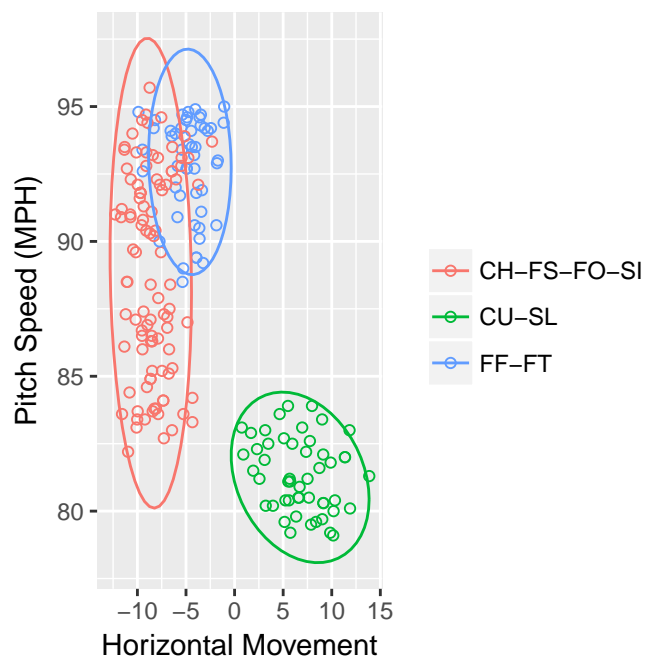 95
90
85
80
−10 −5 0 5 10 15
Horizontal Movement
Pitch Speed (MPH)
CH−FS−FO−SI
CU−SL
FF−FT